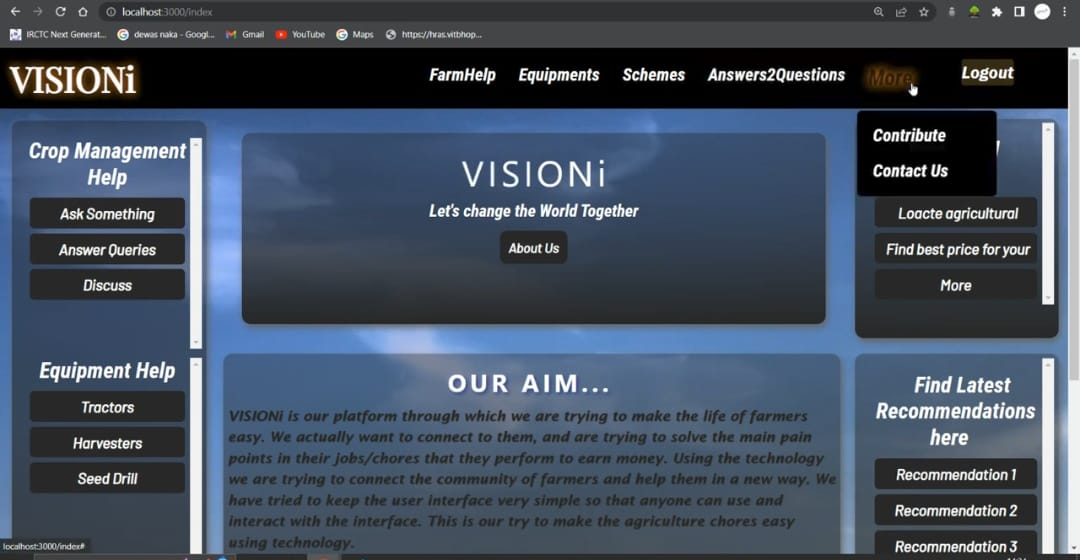 localhost:3000/index
IRCTC Next Generat...
dewas naka - Googl...
Gmail
YouTube
Maps
https://hras.vitbhop...
VISIONi
FarmHelp
Equipments
Schemes
Answers2Questions
More
Logout
Contribute
Contact Us
Crop Management
Help
Ask Something
Answer Queries
Discuss
Equipment Help
Tractors
Harvesters
Seed Drill
VISIONi
Let's change the World Together
About Us
OUR AIM...
VISIONi is our platform through which we are trying to make the life of farmers
easy. We actually want to connect to them, and are trying to solve the main pain
points in their jobs/chores that they perform to earn money. Using the technology
we are trying to connect the community of farmers and help them in a new way. We
have tried to keep the user interface very simple so that anyone can use and
interact with the interface. This is our try to make the agriculture chores easy
using technology.
Loacte agricultural
Find best price for your
More
Find Latest
Recommendations
here
Recommendation 1
Recommendation 2
Recommendation 3
localhost:3000/index#